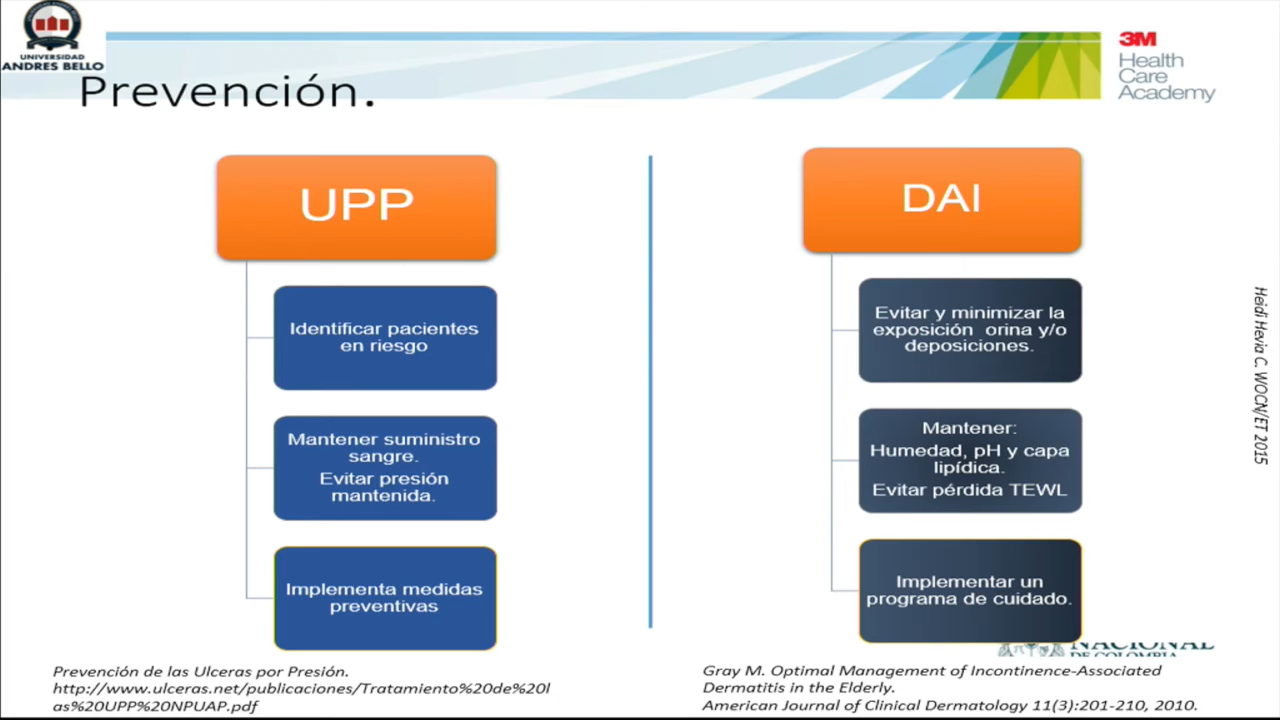 UNIVERSIDAD
ANDRES BELLO
Prevención.
3M
Health
Care
Academy
UPP
Identificar pacientes
en riesgo
Mantener suministro
sangre.
Evitar presión
mantenida.
Implementa medidas
preventivas
DAI
Evitar y minimizar la
exposición orina y/o
deposiciones.
Mantener:
Humedad, pH y capa
lipídica.
Evitar pérdida TEWL
Implementar un
programa de cuidado.
Heidi Hevia C. WOCN/ET 2015
NACIONAL
DE COLOMBIA
Prevención de las Ulceras por Presión.
http://www.ulceras.net/publicaciones/Tratamiento%20de%20l
as%20UPP%20NPUAP.pdf
Gray M. Optimal Management of Incontinence-Associated
Dermatitis in the Elderly.
American Journal of Clinical Dermatology 11(3):201-210, 2010.